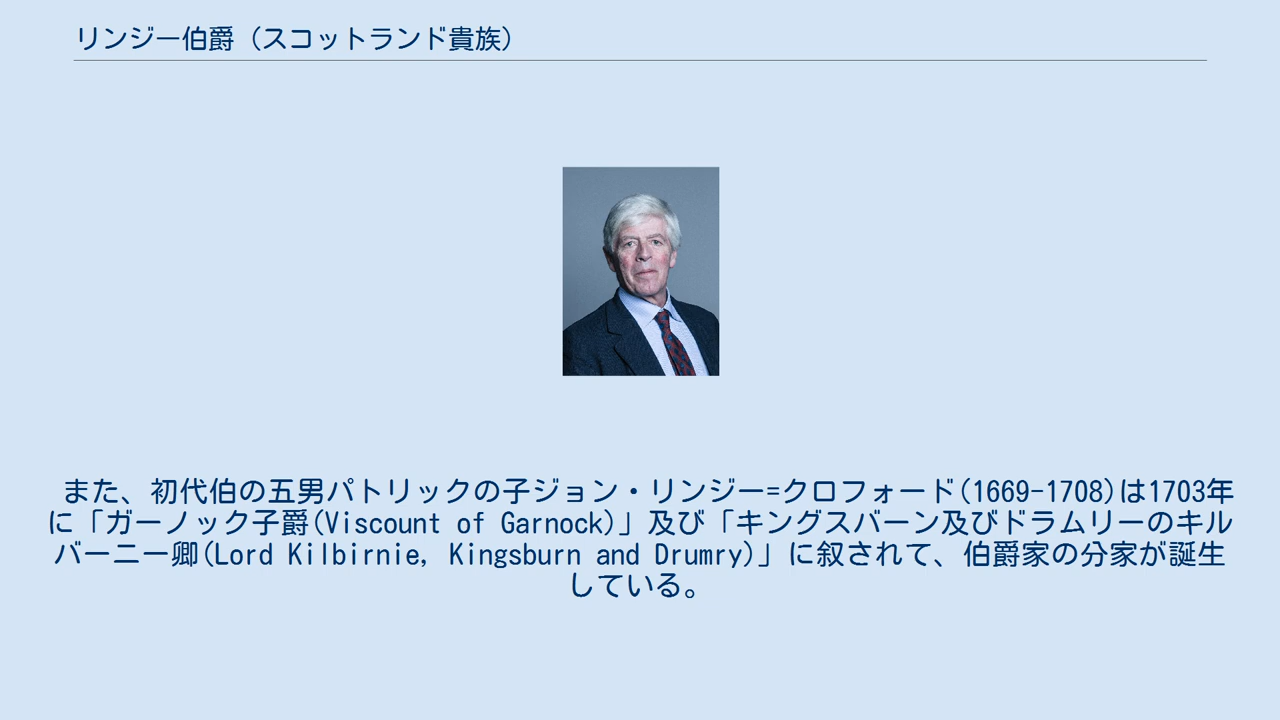 リンジー伯爵（スコットランド貴族）
また、初代伯の五男パトリックの子ジョン・リンジー=クロフォード(1669-1708)は1703年
に「ガーノック子爵(Viscount of Garnock)」及び「キングスバーン及びドラムリーのキル
バーニー卿(Lord Kilbirnie, Kingsburn and Drumry)」に叙されて、伯爵家の分家が誕生
している。